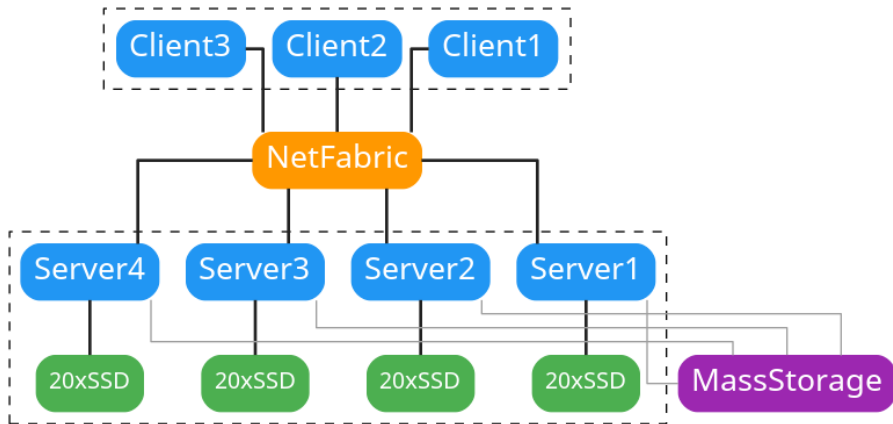 Client3
Client2
Client1
NetFabric
Server4
Server3
Server2
Server1
20xSSD
20xSSD
20xSSD
20xSSD
MassStorage